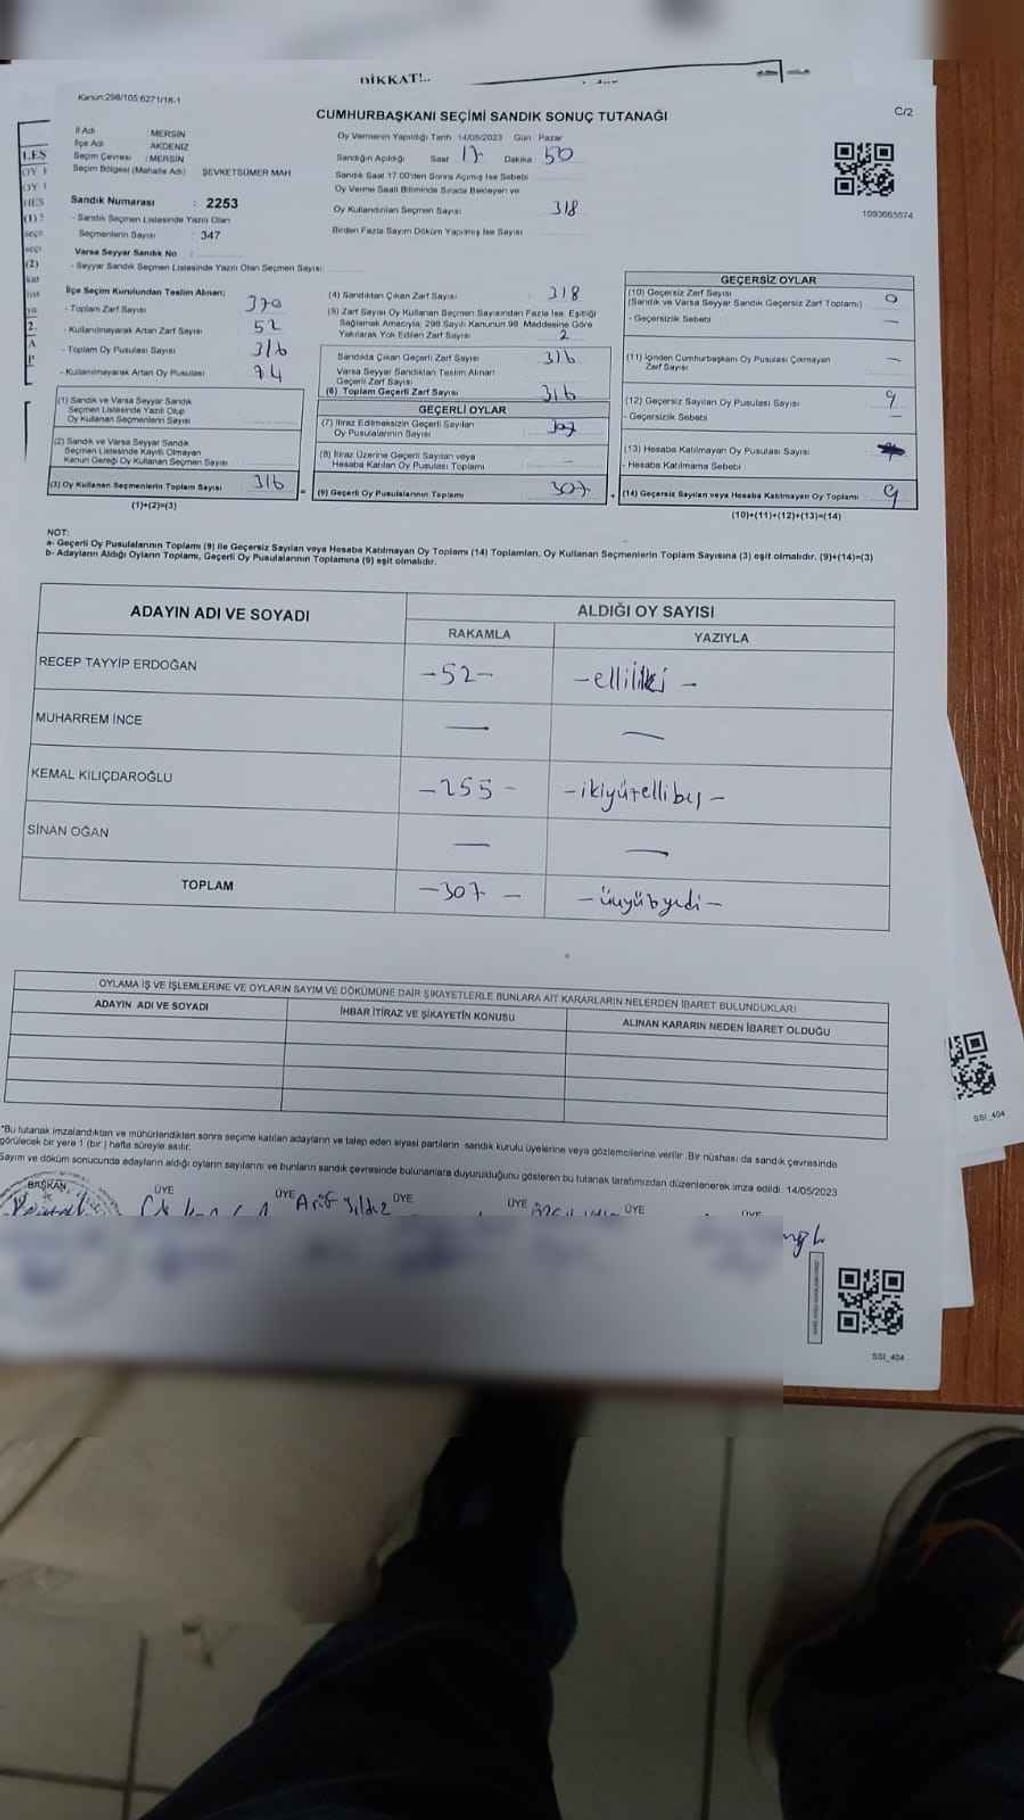 DİKKAT!..
Kanun:298/105:6271/18-1
CUMHURBAŞKANI SEÇİMİ SANDIK SONUÇ TUTANAĞI
C/2
İl Adı : MERSİN
İlçe Adı AKDENİZ
Seçim Çevresi : MERSİN
Seçim Bölgesi (Mahalle Adı) ŞEVKETSÜMER MAH
Sandık Numarası : 2253
- Sandık Seçmen Listesinde Yazılı Olan
Seçmenlerin Sayısı : 347
Varsa Seyyar Sandık No
- Seyyar Sandık Seçmen Listesinde Yazılı Olan Seçmen Sayısı:
Oy Vermenin Yapıldığı Tarih 14/05/2023 Gün Pazar
Sandığın Açıldığı Saat 17 Dakika 50
Sandık Saat 17.00'den Sonra Açımış İse Sebebi
Oy Verme Saati Bitiminde Sırada Bekleyen ve
Oy Kullandırılan Seçmen Sayısı 318
Birden Fazla Sayım Döküm Yapılmış İse Sayısı
1093065574
İlçe Seçim Kurulundan Teslim Alınan;
- Toplam Zarf Sayısı 370
- Kullanılmayarak Artan Zarf Sayısı 52
- Toplam Oy Pusulası Sayısı 316
- Kullanılmayarak Artan Oy Pusulası 94
(1) Sandık ve Varsa Seyyar Sandık
Seçmen Listesinde Yazılı Olup
Oy Kullanan Seçmenlerin Sayısı
(2) Sandık ve Varsa Seyyar Sandık
Seçmen Listesinde Kayıtlı Olmayan
Kanun Gereği Oy Kullanan Seçmen Sayısı
(3) Oy Kullanan Seçmenlerin Toplam Sayısı 316
(1)+(2)=(3)
(4) Sandıktan Çıkan Zarf Sayısı : 318
(5) Zarf Sayısı Oy Kullanan Seçmen Sayısından Fazla İse, Eşitliği
Sağlamak Amacıyla, 298 Sayılı Kanunun 98. Maddesine Göre
Yakılarak Yok Edilen Zarf Sayısı 2
Sandıkta Çıkan Geçerli Zarf Sayısı 316
Varsa Seyyar Sandıktan Teslim Alınan
Geçerli Zarf Sayısı
(6) Toplam Geçerli Zarf Sayısı 316
GEÇERLİ OYLAR
(7) İtiraz Edilmeksizin Geçerli Sayılan
Oy Pusulalarının Sayısı 307
(8) İtiraz Üzerine Geçerli Sayılan veya
Hesaba Katılan Oy Pusulası Toplamı —
(9) Geçerli Oy Pusulalarının Toplamı 307
GEÇERSİZ OYLAR
(10) Geçersiz Zarf Sayısı
(Sandık ve Varsa Seyyar Sandık Geçersiz Zarf Toplamı) 0
- Geçersizlik Sebebi —
(11) İçinden Cumhurbaşkanı Oy Pusulası Çıkmayan
Zarf Sayısı —
(12) Geçersiz Sayılan Oy Pusulası Sayısı 9
- Geçersizlik Sebebi —
(13) Hesaba Katılmayan Oy Pusulası Sayısı
- Hesaba Katılmama Sebebi
(14) Geçersiz Sayılan veya Hesaba Katılmayan Oy Toplamı 9
(10)+(11)+(12)+(13)=(14)
NOT:
a- Geçerli Oy Pusulalarının Toplamı (9) ile Geçersiz Sayılan veya Hesaba Katılmayan Oy Toplamı (14) Toplamları, Oy Kullanan Seçmenlerin Toplam Sayısına (3) eşit olmalıdır. (9)+(14)=(3)
b- Adayların Aldığı Oyların Toplamı, Geçerli Oy Pusulalarının Toplamına (9) eşit olmalıdır.
ADAYIN ADI VE SOYADI
ALDIĞI OY SAYISI
RAKAMLA YAZIYLA
RECEP TAYYİP ERDOĞAN -52- -elliiki-
MUHARREM İNCE — —
KEMAL KILIÇDAROĞLU -255- -ikiyüzellibeş-
SİNAN OĞAN — —
TOPLAM -307- -üçyüzyedi-
OYLAMA İŞ VE İŞLEMLERİNE VE OYLARIN SAYIM VE DÖKÜMÜNE DAİR ŞİKAYETLERLE BUNLARA AİT KARARLARIN NELERDEN İBARET BULUNDUKLARI
ADAYIN ADI VE SOYADI İHBAR İTİRAZ VE ŞİKAYETİN KONUSU ALINAN KARARIN NEDEN İBARET OLDUĞU
*Bu tutanak imzalandıktan ve mühürlendikten sonra seçime katılan adayların ve talep eden siyasi partilerin sandık kurulu üyelerine veya gözlemcilerine verilir. Bir nüshası da sandık çevresinde
görülecek bir yere 1 (bir) hafta süreyle asılır.
Sayım ve döküm sonucunda adayların aldığı oyların sayılarını ve bunların sandık çevresinde bulunanlara duyurulduğunu gösteren bu tutanak tarafımızdan düzenlenerek imza edildi. 14/05/2023
BAŞKAN ÜYE ÜYE ÜYE ÜYE ÜYE ÜYE
Arif Yıldız
SSİ_404
SSİ_404